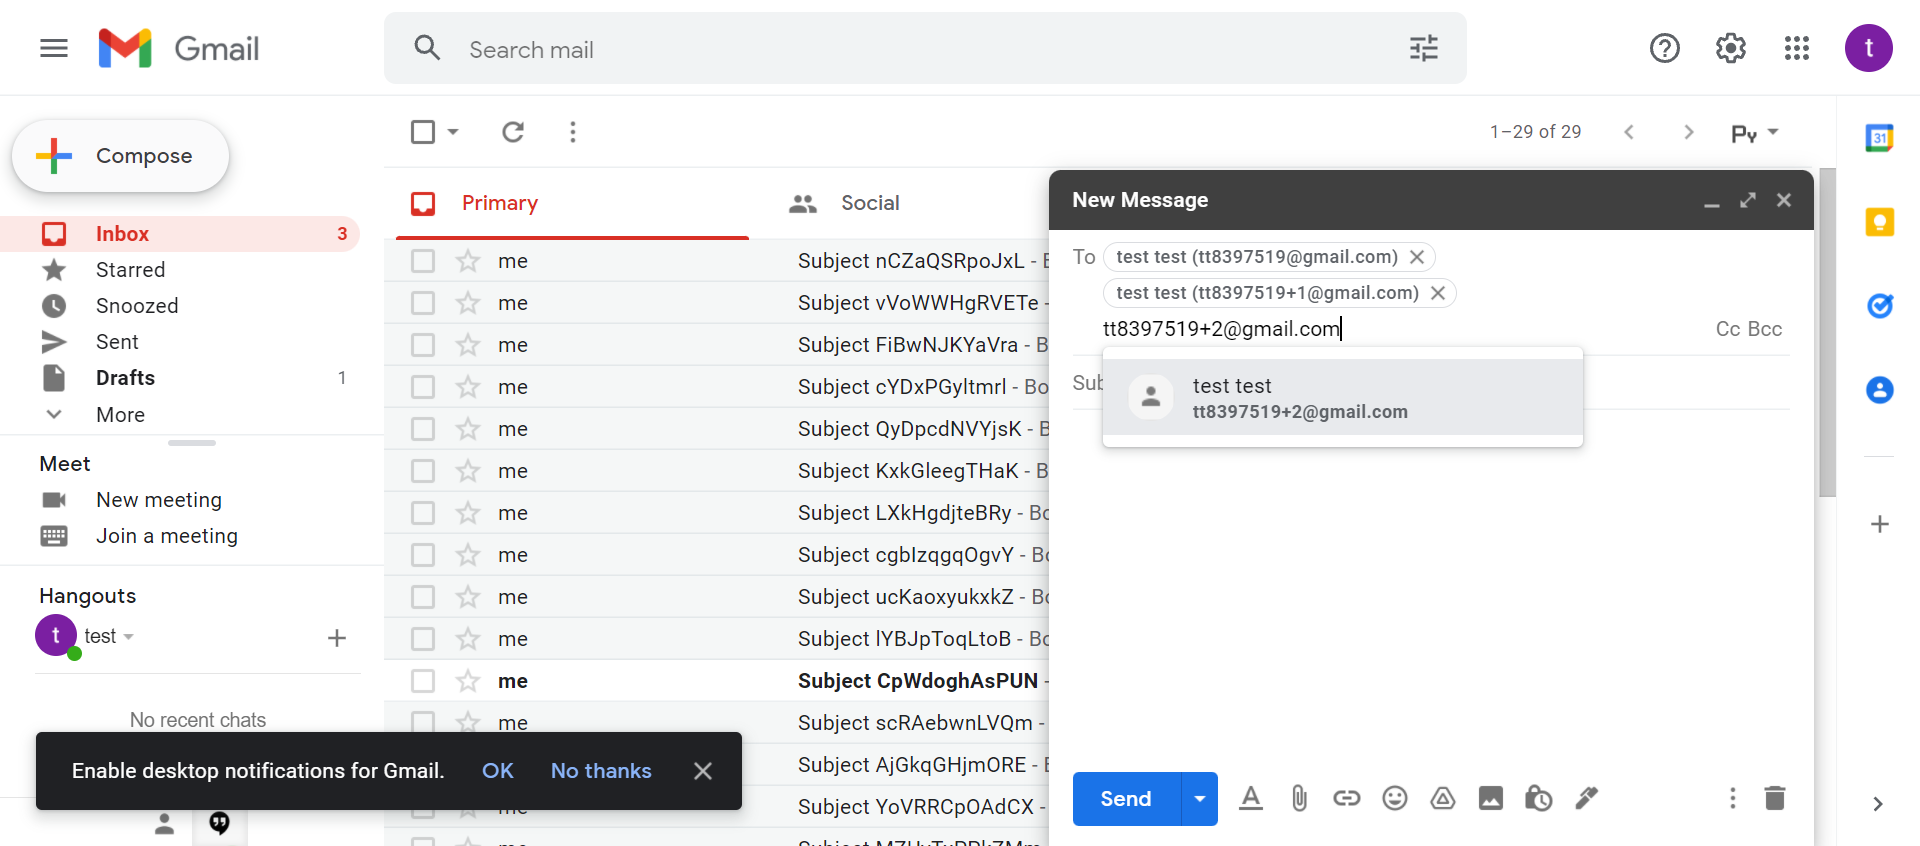 Gmail
Search mail
t
Compose
1–29 of 29
Py
31
Primary
Social
Inbox 3
Starred
Snoozed
Sent
Drafts 1
More
Meet
New meeting
Join a meeting
Hangouts
t test
No recent chats
me Subject nCZaQSRpoJxL -
me Subject vVoWWHgRVETe -
me Subject FiBwNJKYaVra - B
me Subject cYDxPGyltmrl - Bo
me Subject QyDpcdNVYjsK - B
me Subject KxkGleegTHaK - B
me Subject LXkHgdjteBRy - Bo
me Subject cgbIzqgqOgvY - Bo
me Subject ucKaoxyukxkZ - Bo
me Subject lYBJpToqLtoB - Bo
me Subject CpWdoghAsPUN -
me Subject scRAebwnLVQm -
Subject AjGkqGHjmORE -
Subject YoVRRCpOAdCX -
New Message
To test test (tt8397519@gmail.com)
test test (tt8397519+1@gmail.com)
tt8397519+2@gmail.com Cc Bcc
Sub
test test
tt8397519+2@gmail.com
Send
Enable desktop notifications for Gmail. OK No thanks